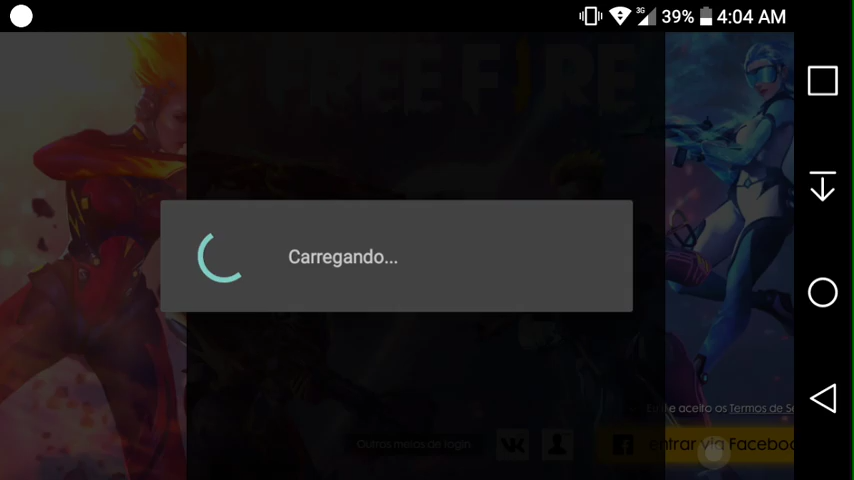 3G 39% 4:04 AM
FREE FIRE
Carregando...
e aceito os Termos de Se
Outros meios de login
entrar via Faceboo